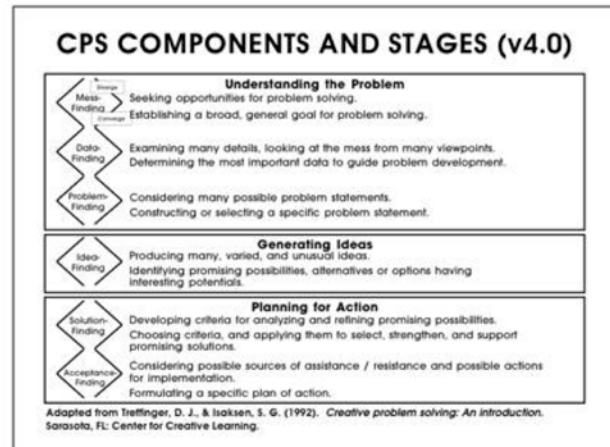 CPS COMPONENTS AND STAGES (v4.0)
Understanding the Problem
Diverge
Mess-
Finding
Converge
Seeking opportunities for problem solving.
Establishing a broad, general goal for problem solving.
Data-
Finding
Examining many details, looking at the mess from many viewpoints.
Determining the most important data to guide problem development.
Problem-
Finding
Considering many possible problem statements.
Constructing or selecting a specific problem statement.
Generating Ideas
Idea-
Finding
Producing many, varied, and unusual ideas.
Identifying promising possibilities, alternatives or options having
interesting potentials.
Planning for Action
Solution-
Finding
Developing criteria for analyzing and refining promising possibilities.
Choosing criteria, and applying them to select, strengthen, and support
promising solutions.
Acceptance-
Finding
Considering possible sources of assistance / resistance and possible actions
for implementation.
Formulating a specific plan of action.
Adapted from Treffinger, D. J., & Isaksen, S. G. (1992). Creative problem solving: An introduction.
Sarasota, FL: Center for Creative Learning.